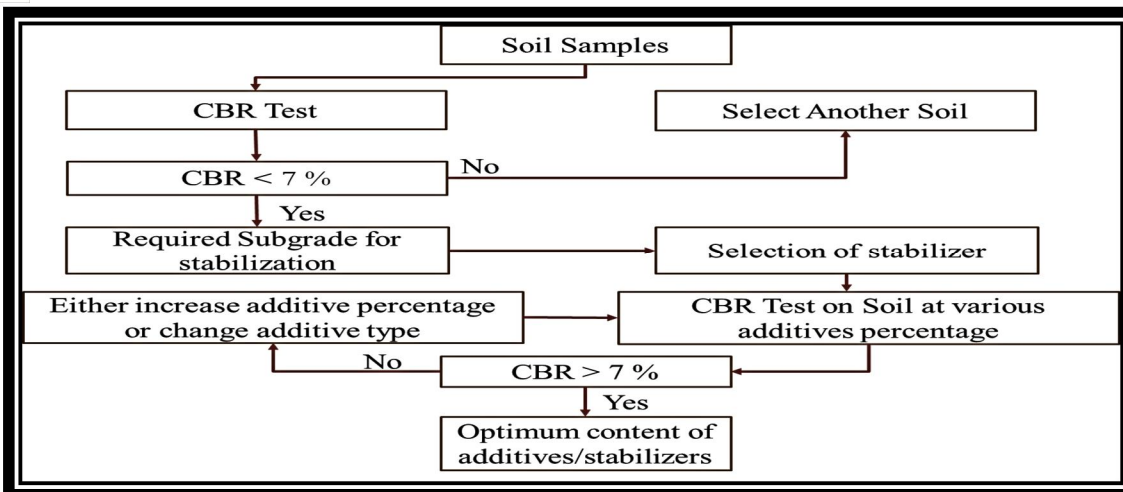 Soil Samples
CBR Test
Select Another Soil
CBR < 7 %
No
Yes
Required Subgrade for
stabilization
Selection of stabilizer
Either increase additive percentage
or change additive type
CBR Test on Soil at various
additives percentage
No
CBR > 7 %
Yes
Optimum content of
additives/stabilizers